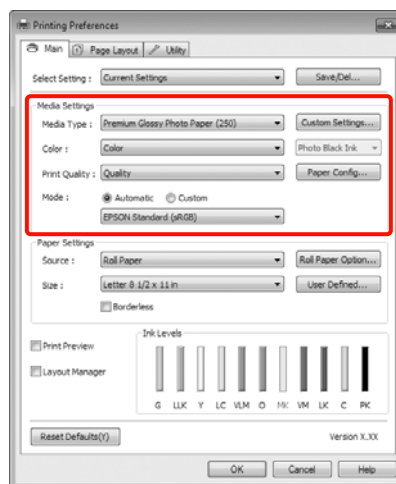 Printing Preferences
Main Page Layout Utility
Select Setting : Current Settings Save/Del...
Media Settings
Media Type : Premium Glossy Photo Paper (250) Custom Settings...
Color : Color Photo Black Ink
Print Quality : Quality Paper Config...
Mode : Automatic Custom
EPSON Standard (sRGB)
Paper Settings
Source : Roll Paper Roll Paper Option...
Size : Letter 8 1/2 x 11 in User Defined...
Borderless
Ink Levels
Print Preview
Layout Manager
G LLK Y LC VLM O MK VM LK C PK
Reset Defaults(Y) Version X.XX
OK Cancel Help